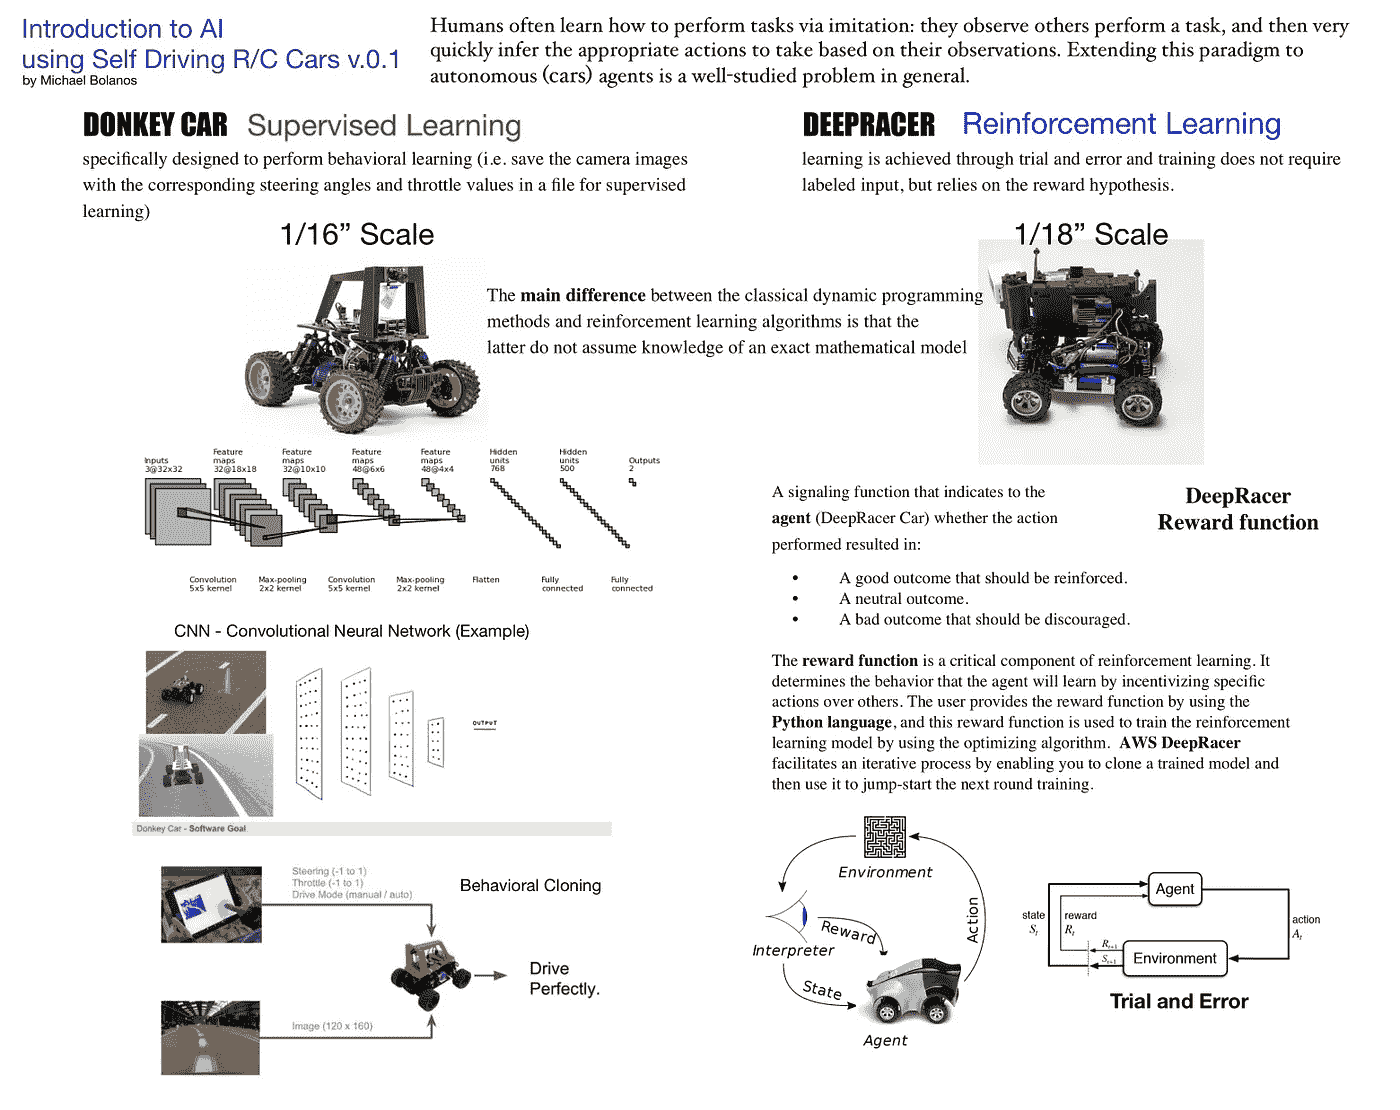 Introduction to AI
using Self Driving R/C Cars v.0.1
by Michael Bolanos
Humans often learn how to perform tasks via imitation: they observe others perform a task, and then very
quickly infer the appropriate actions to take based on their observations. Extending this paradigm to
autonomous (cars) agents is a well-studied problem in general.
DONKEY CAR Supervised Learning
specifically designed to perform behavioral learning (i.e. save the camera images
with the corresponding steering angles and throttle values in a file for supervised
learning)
1/16” Scale
DEEPRACER Reinforcement Learning
learning is achieved through trial and error and training does not require
labeled input, but relies on the reward hypothesis.
1/18” Scale
The main difference between the classical dynamic programming
methods and reinforcement learning algorithms is that the
latter do not assume knowledge of an exact mathematical model
Inputs
3@32x32
Feature
maps
32@18x18
Feature
maps
32@10x10
Feature
maps
48@6x6
Feature
maps
48@4x4
Hidden
units
768
Hidden
units
500
Outputs
2
Convolution
5x5 kernel
Max-pooling
2x2 kernel
Convolution
5x5 kernel
Max-pooling
2x2 kernel
Flatten
Fully
connected
Fully
connected
CNN - Convolutional Neural Network (Example)
OUTPUT
Donkey Car - Software Goal
Steering (-1 to 1)
Throttle (-1 to 1)
Drive Mode (manual / auto)
Behavioral Cloning
Drive
Perfectly.
Image (120 x 160)
A signaling function that indicates to the
agent (DeepRacer Car) whether the action
performed resulted in:
DeepRacer
Reward function
• A good outcome that should be reinforced.
• A neutral outcome.
• A bad outcome that should be discouraged.
The reward function is a critical component of reinforcement learning. It
determines the behavior that the agent will learn by incentivizing specific
actions over others. The user provides the reward function by using the
Python language, and this reward function is used to train the reinforcement
learning model by using the optimizing algorithm. AWS DeepRacer
facilitates an iterative process by enabling you to clone a trained model and
then use it to jump-start the next round training.
Environment
Reward
Action
Interpreter
State
Agent
Agent
state
Sₜ
reward
Rₜ
action
Aₜ
Rₜ₊₁
Sₜ₊₁
Environment
Trial and Error